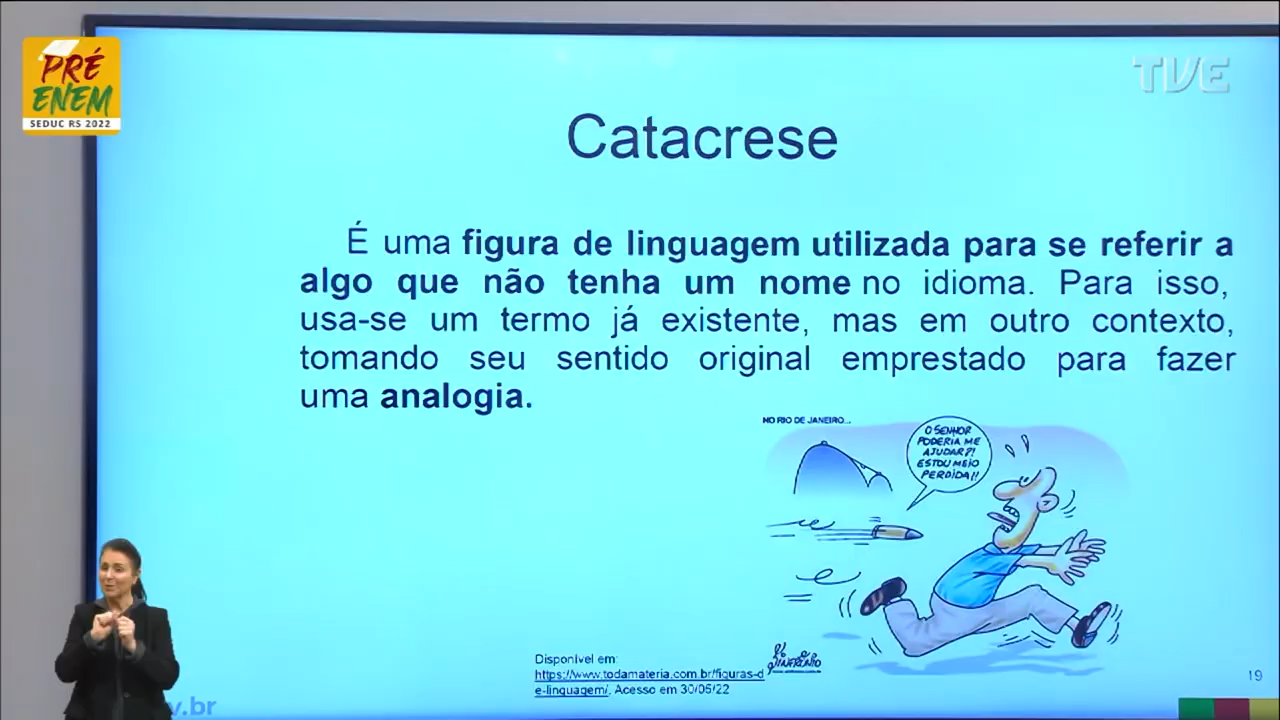 PRÉ
ENEM
SEDUC RS 2022
TVE
Catacrese
É uma figura de linguagem utilizada para se referir a
algo que não tenha um nome no idioma. Para isso,
usa-se um termo já existente, mas em outro contexto,
tomando seu sentido original emprestado para fazer
uma analogia.
NO RIO DE JANEIRO...
O SENHOR
PODERIA ME
AJUDAR?!
ESTOU MEIO
PERDIDA!!
SINFRÔNIO
Disponível em:
https://www.todamateria.com.br/figuras-d
e-linguagem/. Acesso em 30/05/22
19
v.br